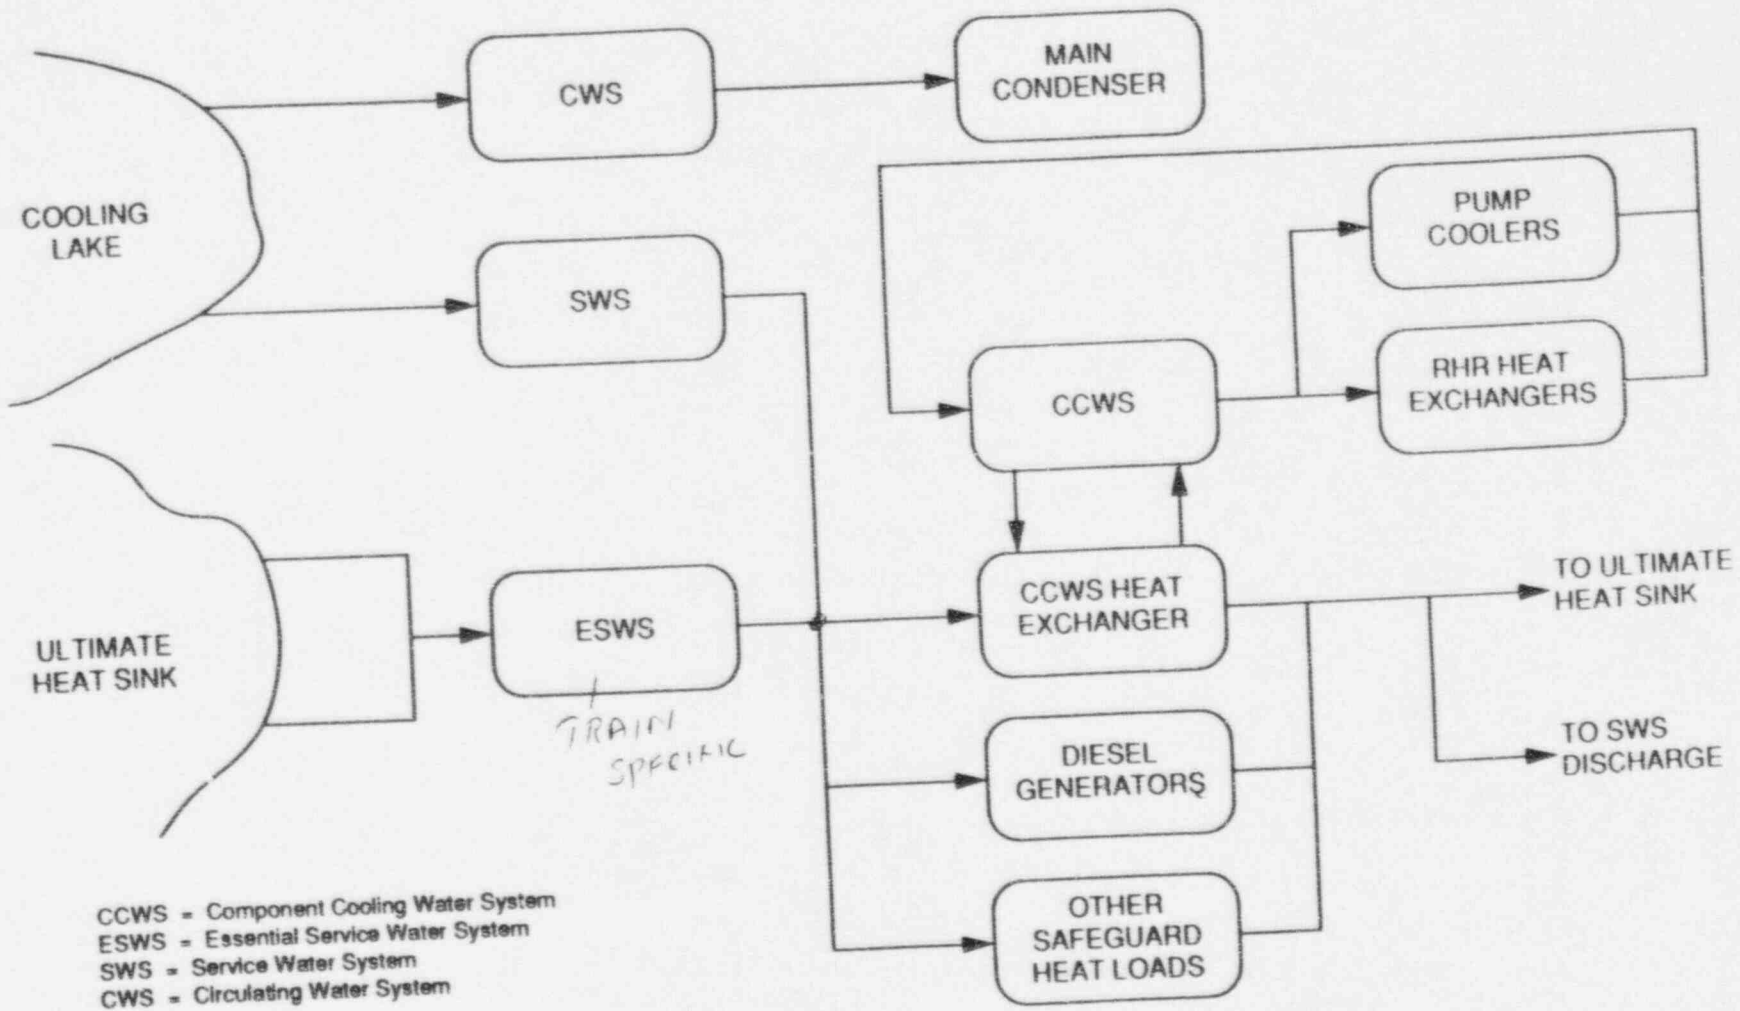 CWS
MAIN
CONDENSER
COOLING
LAKE
PUMP
COOLERS
SWS
CCWS
RHR HEAT
EXCHANGERS
ULTIMATE
HEAT SINK
ESWS
TRAIN
SPECIFIC
CCWS HEAT
EXCHANGER
TO ULTIMATE
HEAT SINK
DIESEL
GENERATORS
TO SWS
DISCHARGE
OTHER
SAFEGUARD
HEAT LOADS
CCWS = Component Cooling Water System
ESWS = Essential Service Water System
SWS = Service Water System
CWS = Circulating Water System